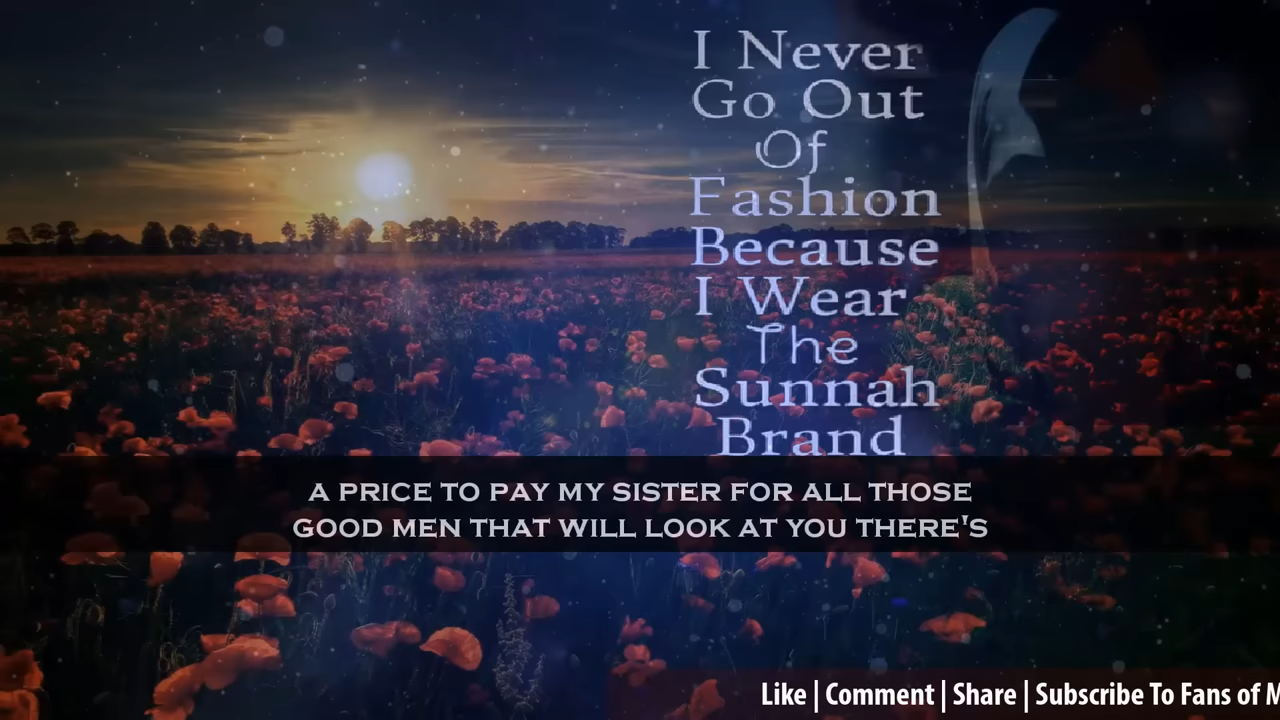 I Never
Go Out
Of
Fashion
Because
I Wear
The
Sunnah
Brand
A PRICE TO PAY MY SISTER FOR ALL THOSE
GOOD MEN THAT WILL LOOK AT YOU THERE'S
Like | Comment | Share | Subscribe To Fans of M